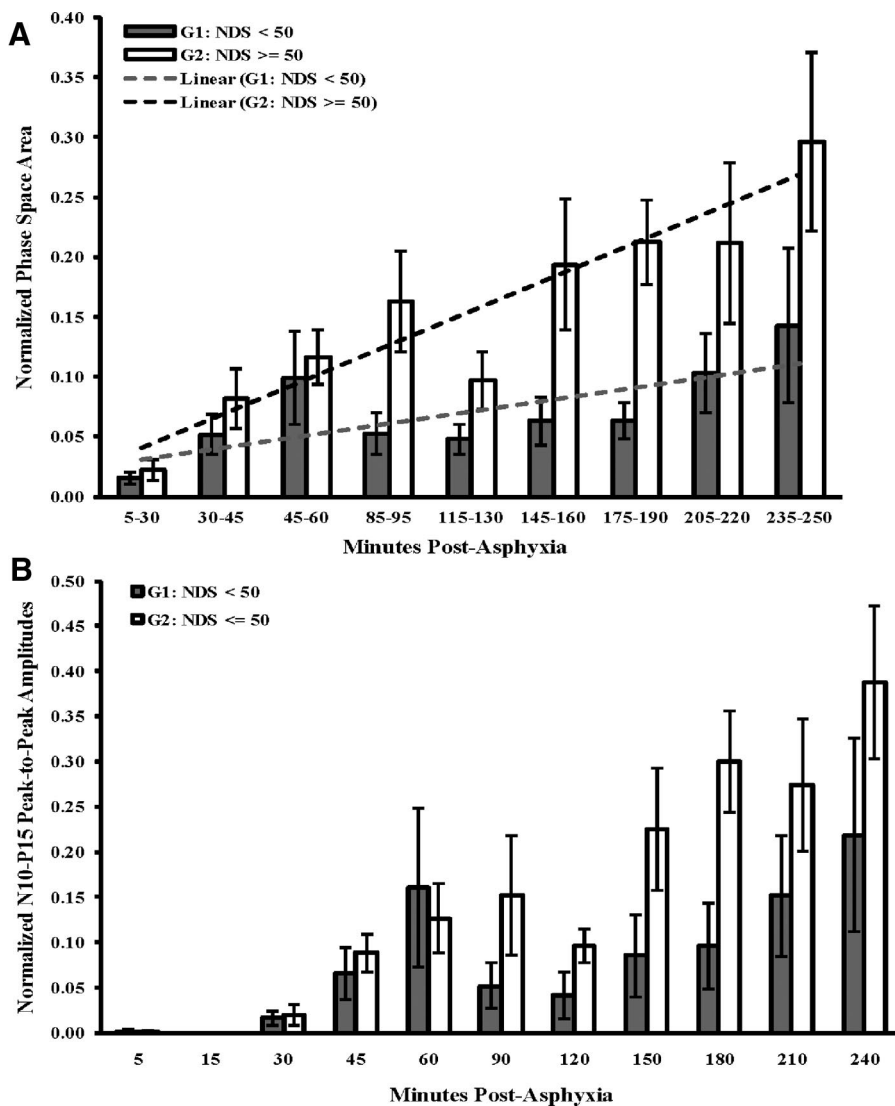 A
G1: NDS < 50
G2: NDS >= 50
Linear (G1: NDS < 50)
Linear (G2: NDS >= 50)
0.40
0.35
0.30
0.25
0.20
0.15
0.10
0.05
0.00
Normalized Phase Space Area
5-30 30-45 45-60 85-95 115-130 145-160 175-190 205-220 235-250
Minutes Post-Asphyxia
B
G1: NDS < 50
G2: NDS <= 50
0.50
0.45
0.40
0.35
0.30
0.25
0.20
0.15
0.10
0.05
0.00
Normalized N10-P15 Peak-to-Peak Amplitudes
5 15 30 45 60 90 120 150 180 210 240
Minutes Post-Asphyxia